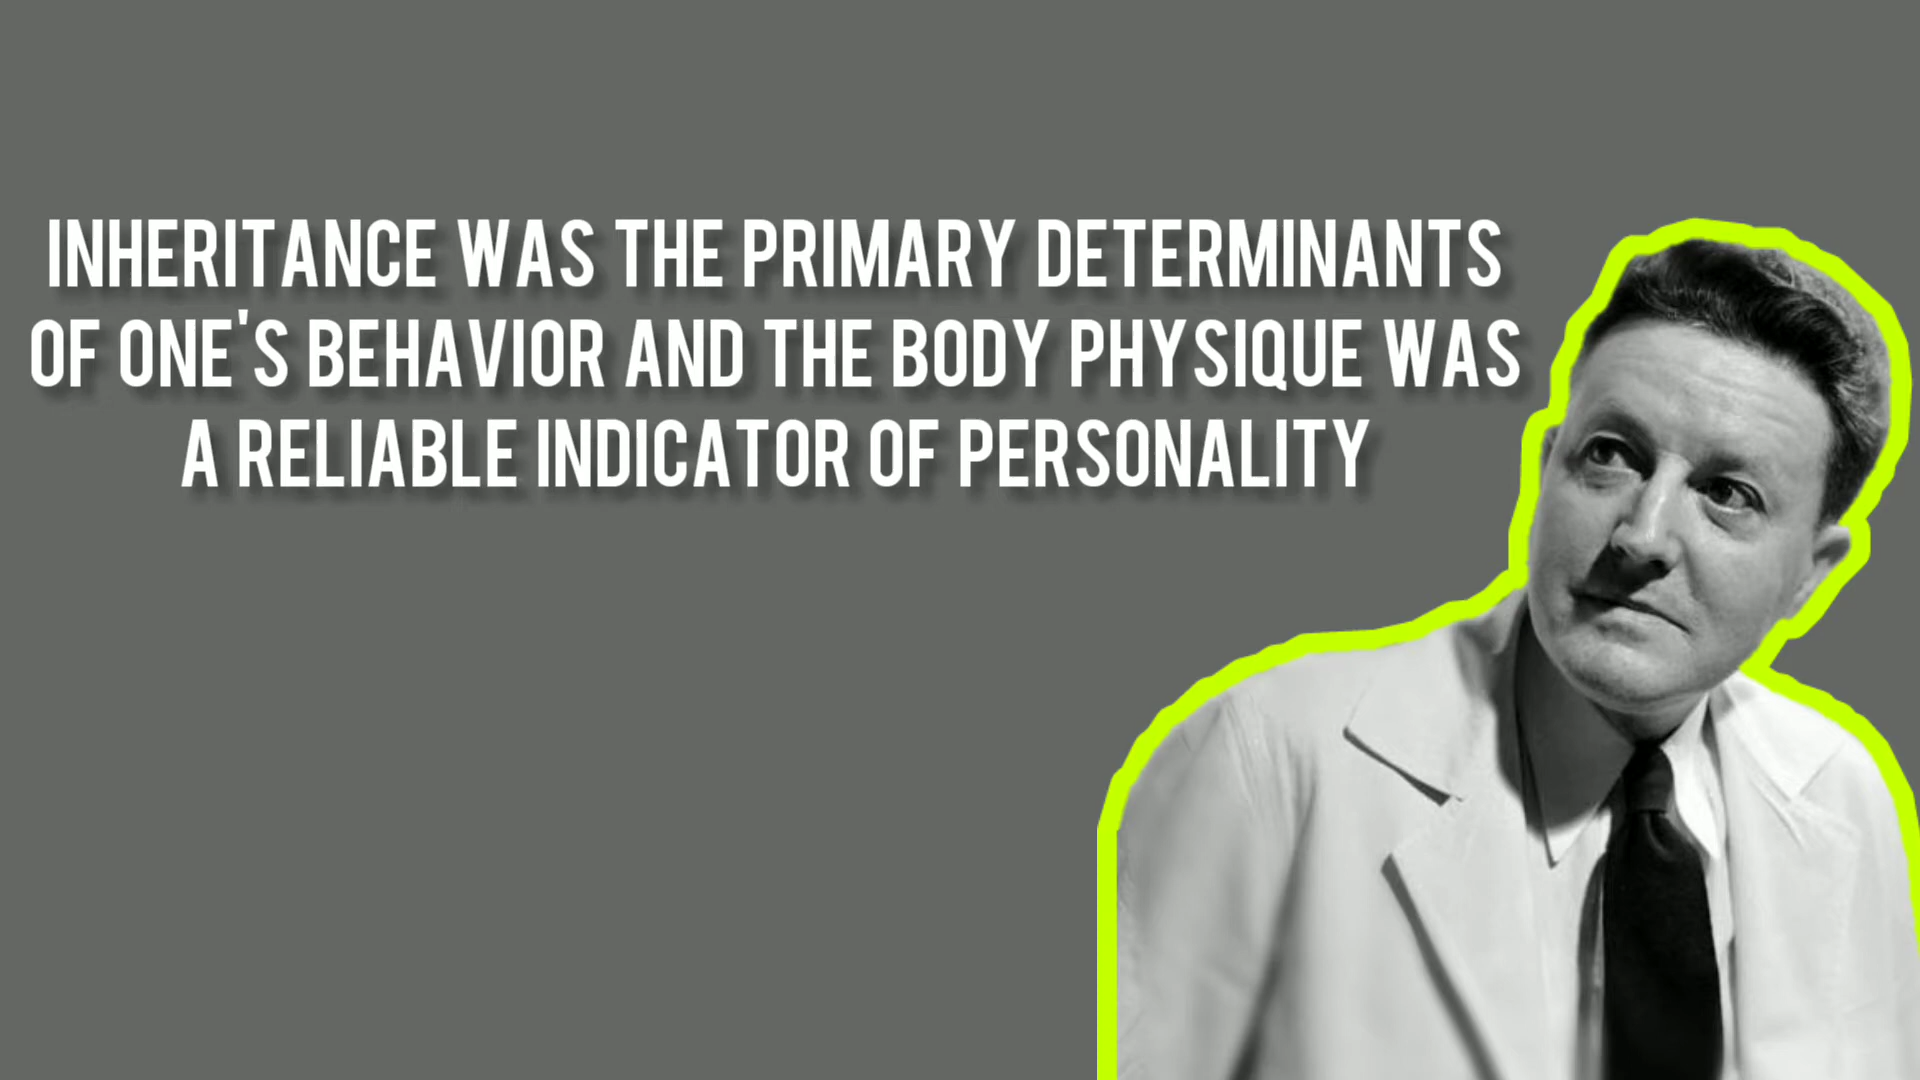 INHERITANCE WAS THE PRIMARY DETERMINANTS
OF ONE'S BEHAVIOR AND THE BODY PHYSIQUE WAS
A RELIABLE INDICATOR OF PERSONALITY